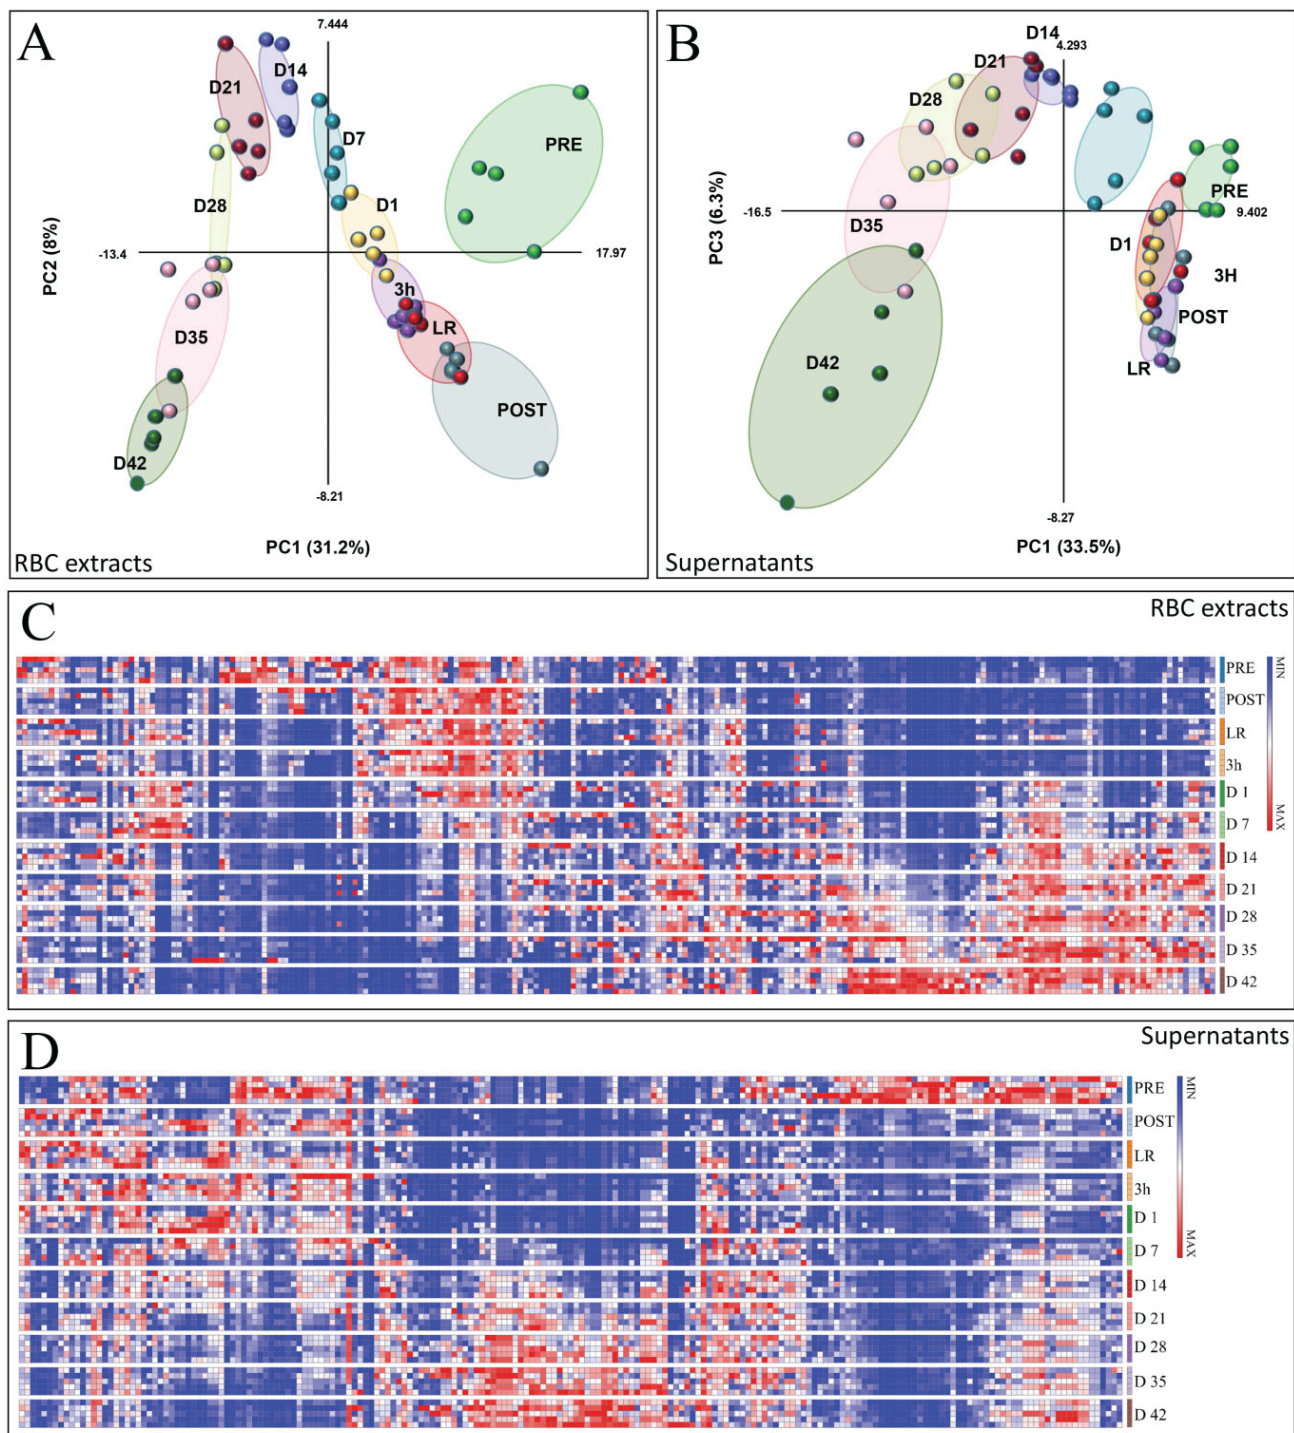 A
7.444
D14
D21
D7
PRE
D1
D28
PC2 (8%)
-13.4
17.97
3h
LR
D35
POST
D42
-8.21
PC1 (31.2%)
RBC extracts
B
D14
4.293
D21
D28
PRE
PC3 (6.3%)
-16.5
9.402
D35
D1
3H
POST
D42
LR
-8.27
PC1 (33.5%)
Supernatants
C
RBC extracts
PRE
MIN
POST
LR
3h
D 1
MAX
D 7
D 14
D 21
D 28
D 35
D 42
D
Supernatants
PRE
MIN
POST
LR
3h
D 1
MAX
D 7
D 14
D 21
D 28
D 35
D 42